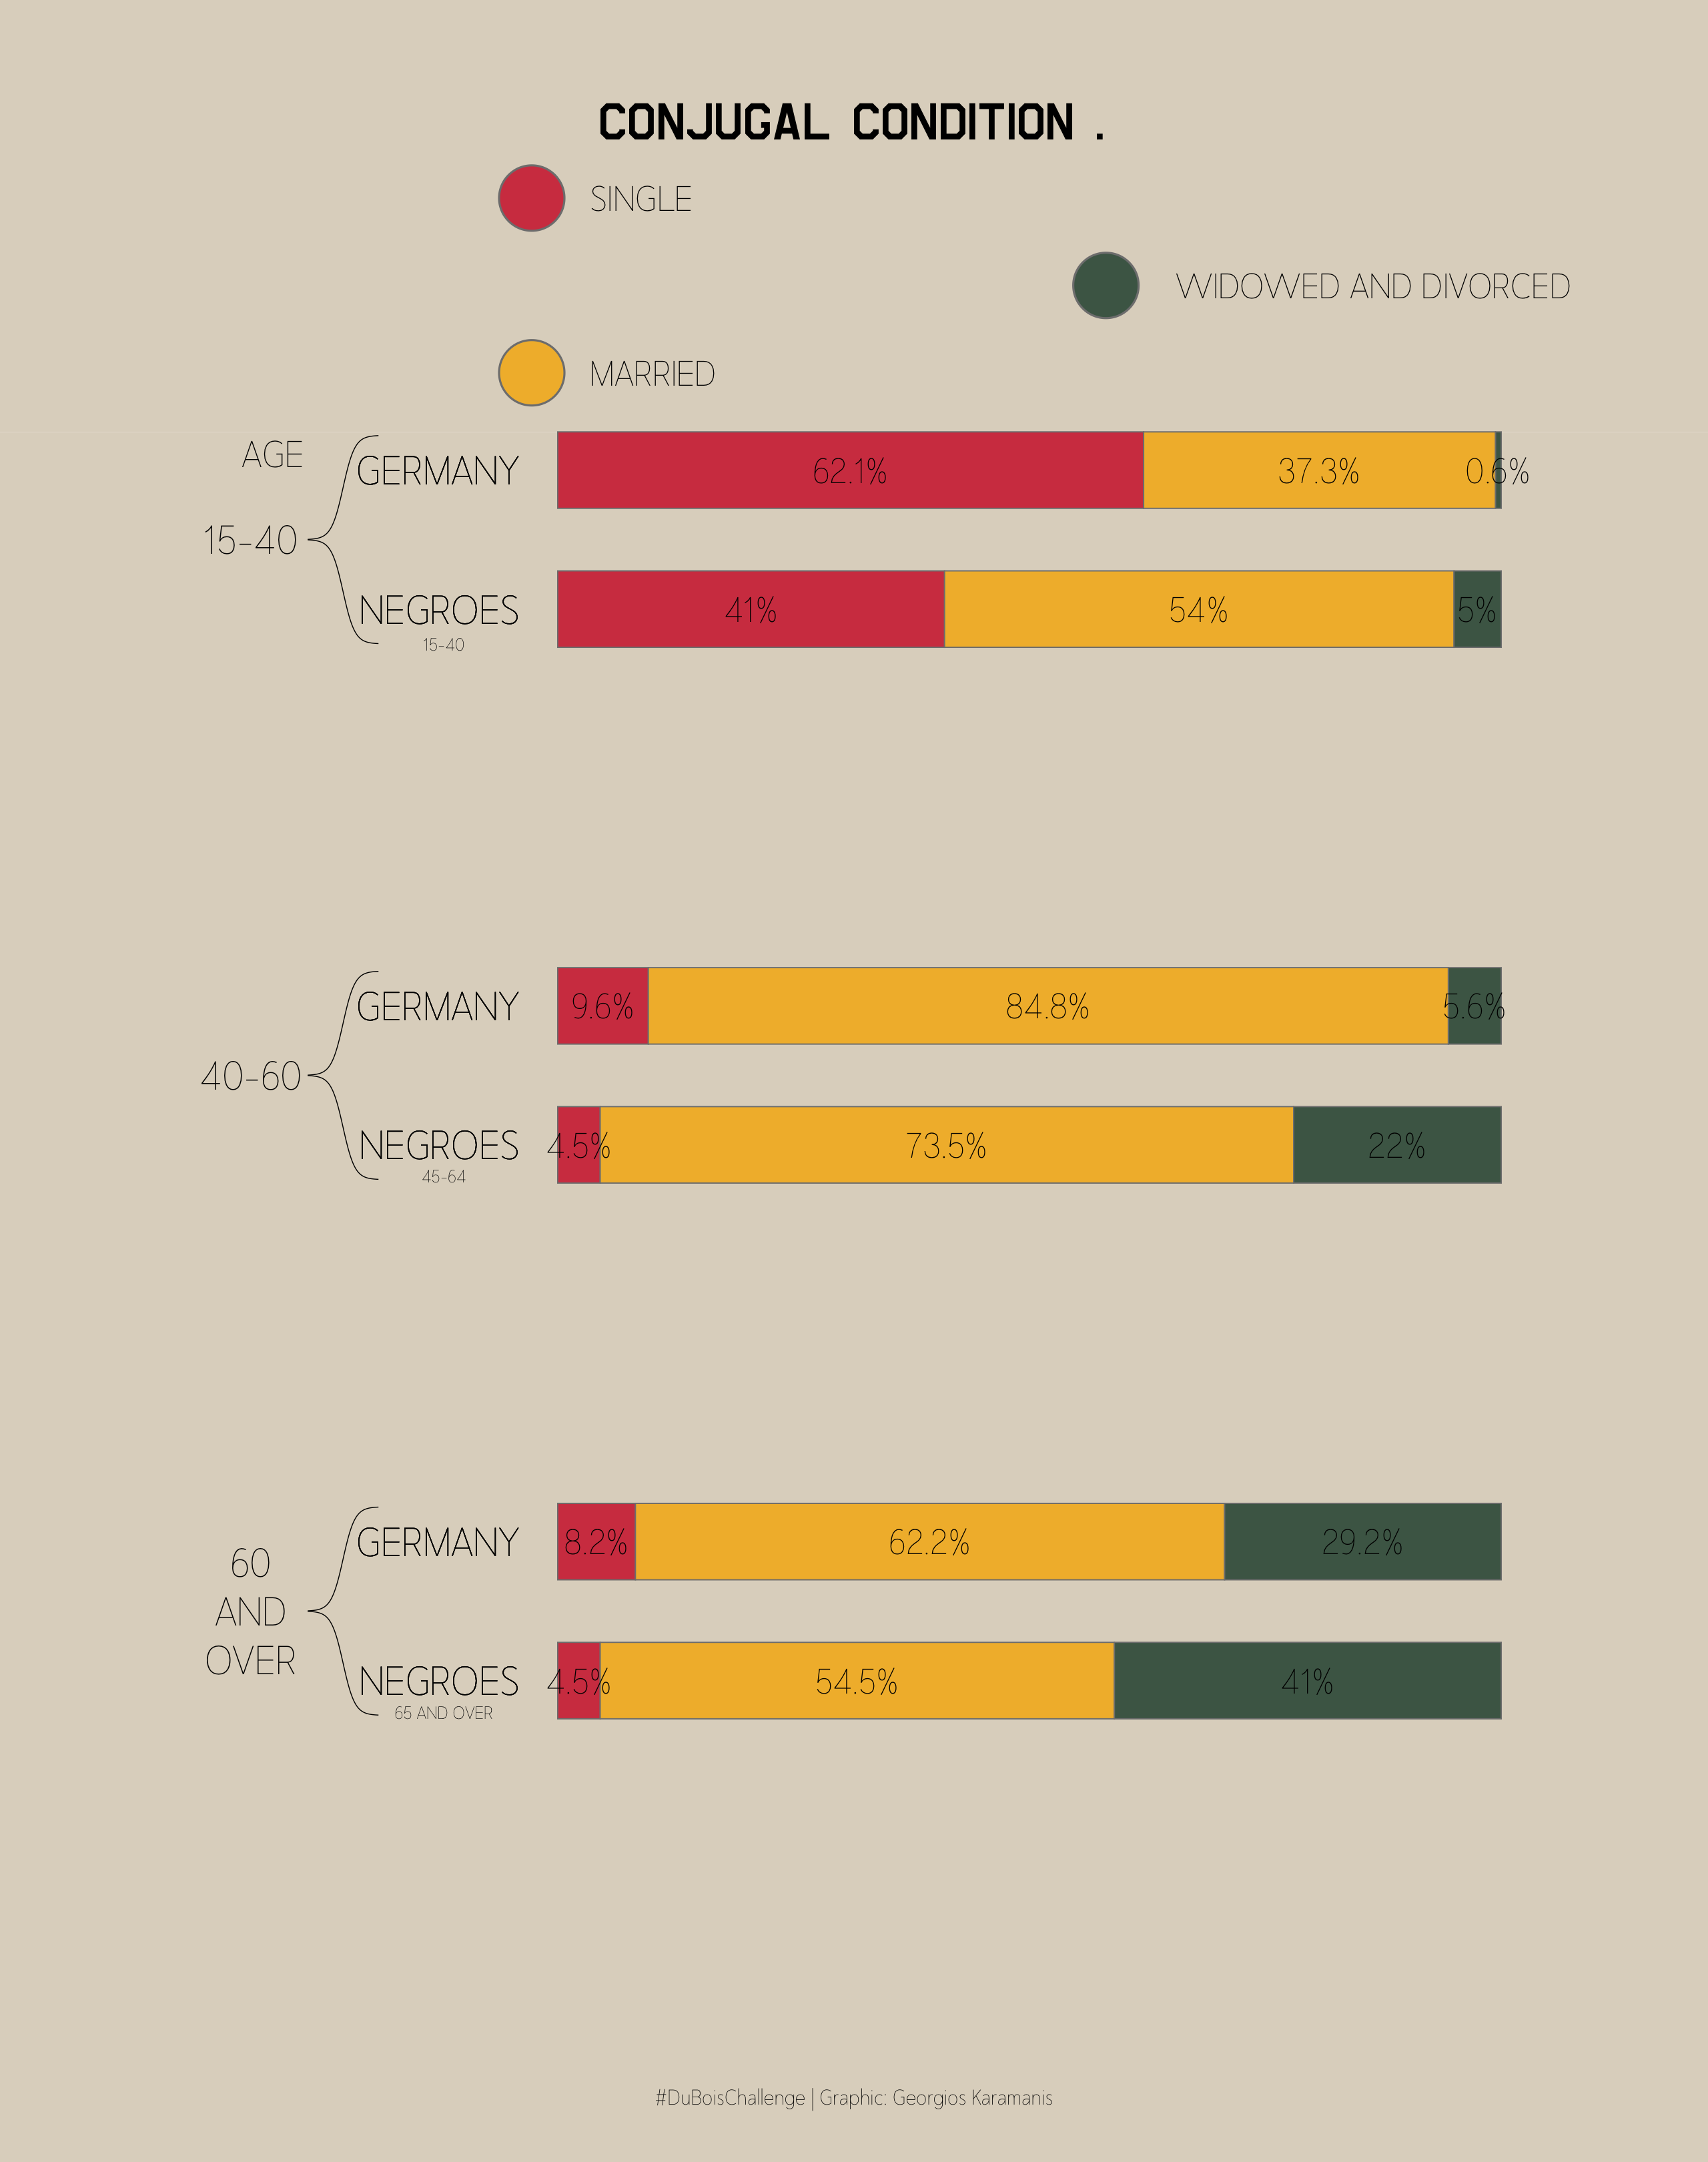 CONJUGAL CONDITION .
SINGLE
WIDOWED AND DIVORCED
MARRIED
AGE
15-40
GERMANY
62.1% 37.3% 0.6%
NEGROES
15-40
41% 54% 5%
40-60
GERMANY
9.6% 84.8% 5.6%
NEGROES
45-64
4.5% 73.5% 22%
60
AND
OVER
GERMANY
8.2% 62.2% 29.2%
NEGROES
65 AND OVER
4.5% 54.5% 41%
#DuBoisChallenge | Graphic: Georgios Karamanis